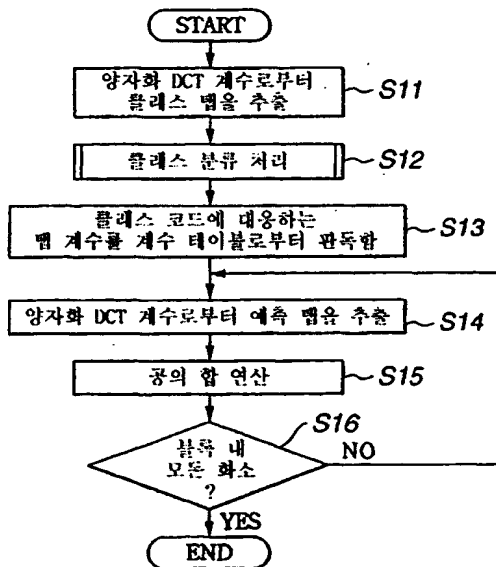 START
양자화 DCT 계수로부터
클래스 탭을 추출
S11
클래스 분류 처리
S12
클래스 코드에 대응하는
탭 계수를 계수 테이블로부터 판독함
S13
양자화 DCT 계수로부터 예측 탭을 추출
S14
공의 합 연산
S15
S16
블록 내
모든 화소
?
NO
YES
END